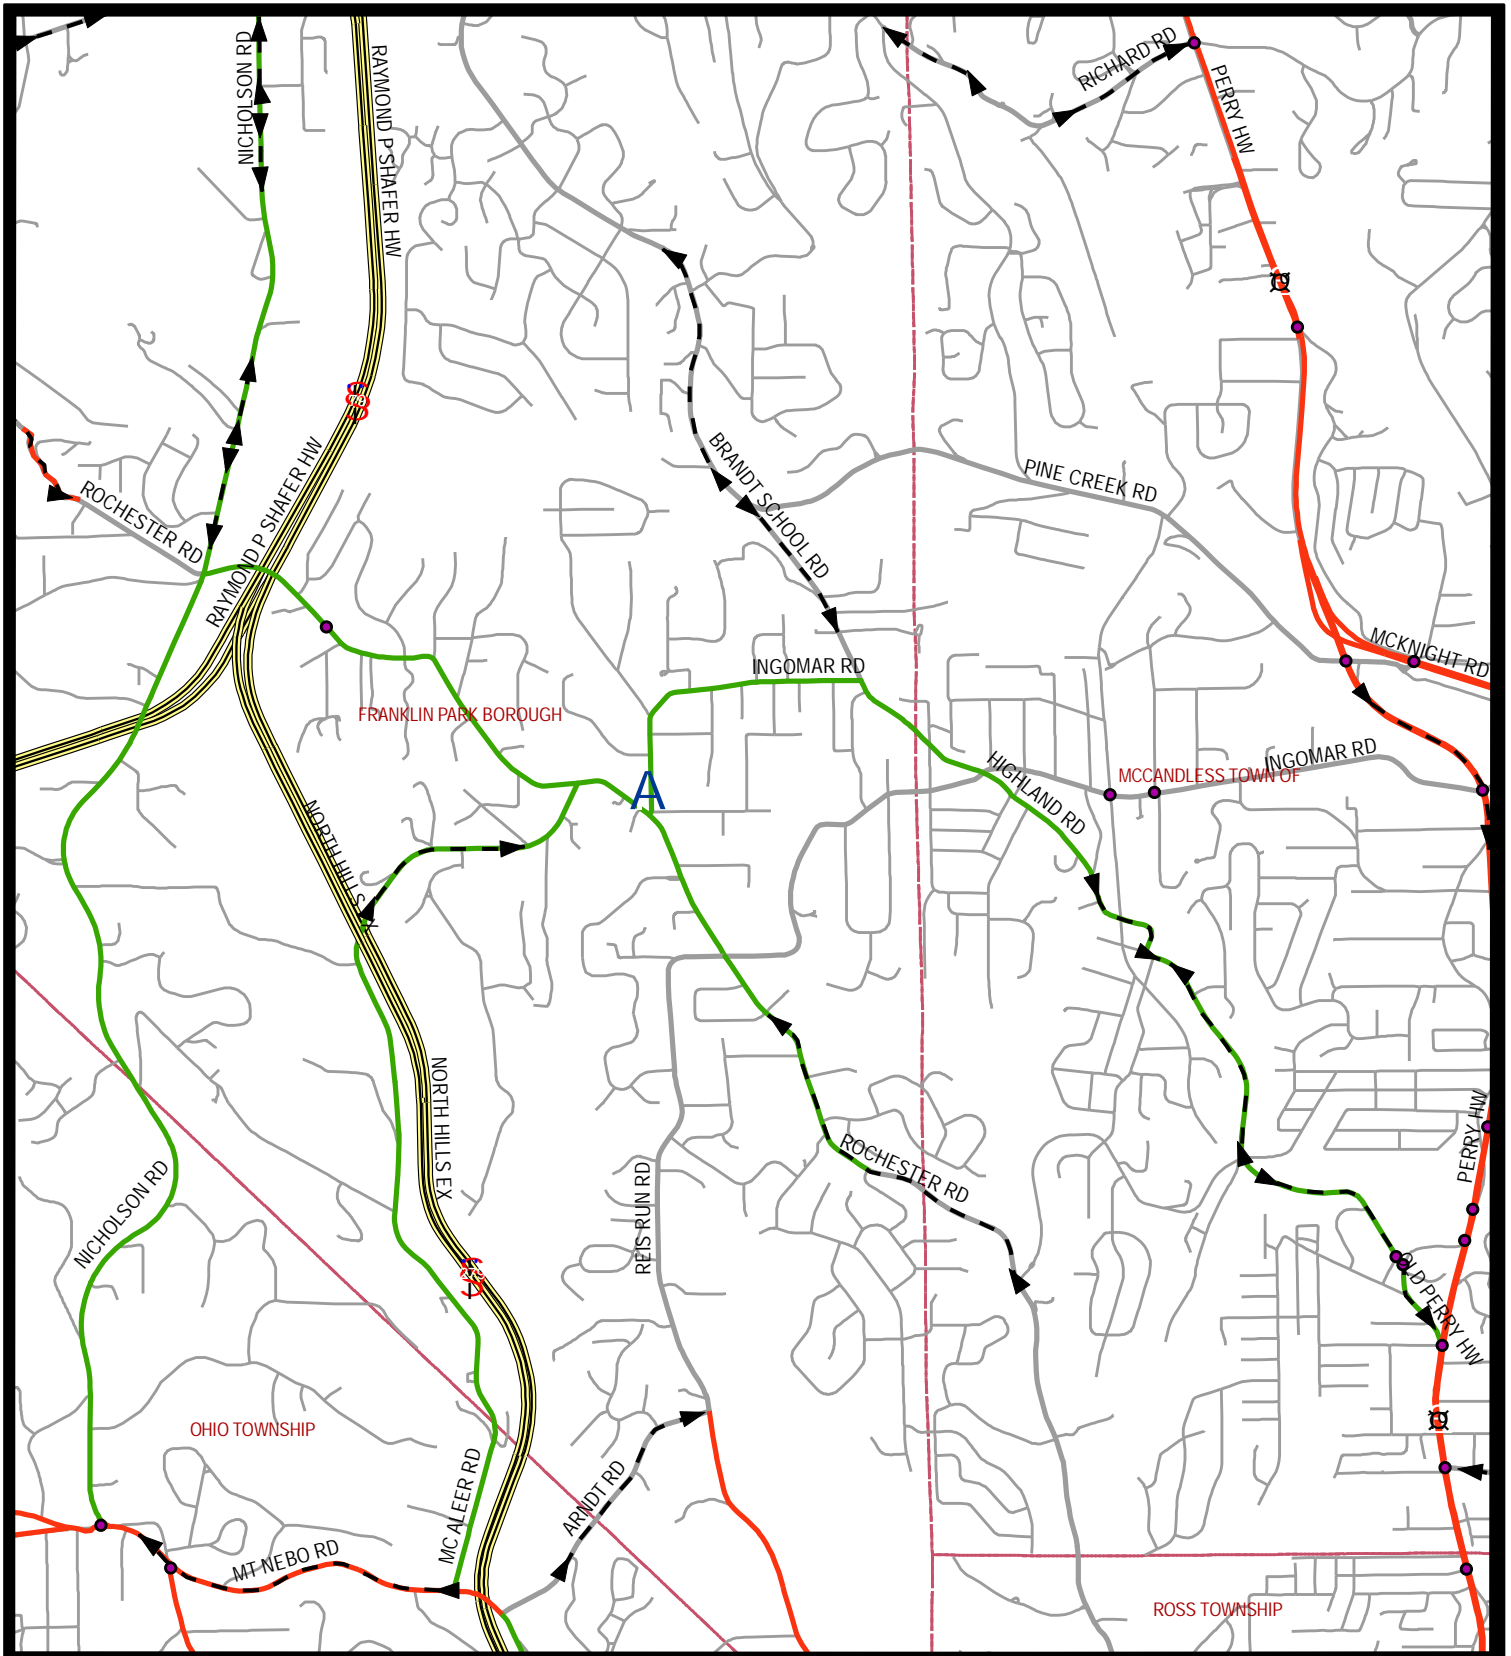 NICHOLSON RD
RAYMOND P SHAFER HW
RICHARD RD
PERRY HW
ROCHESTER RD
RAYMOND P SHAFER HW
BRANDT SCHOOL RD
PINE CREEK RD
MCKNIGHT RD
INGOMAR RD
FRANKLIN PARK BOROUGH
A
HIGHLAND RD
MCCANDLESS TOWN OF
INGOMAR RD
NORTH HILLS
NORTH HILLS EX
ROCHESTER RD
REIS RUN RD
NICHOLSON RD
PERRY HW
OLD PERRY HW
OHIO TOWNSHIP
MC ALEER RD
ARNDT RD
MT NEBO RD
ROSS TOWNSHIP